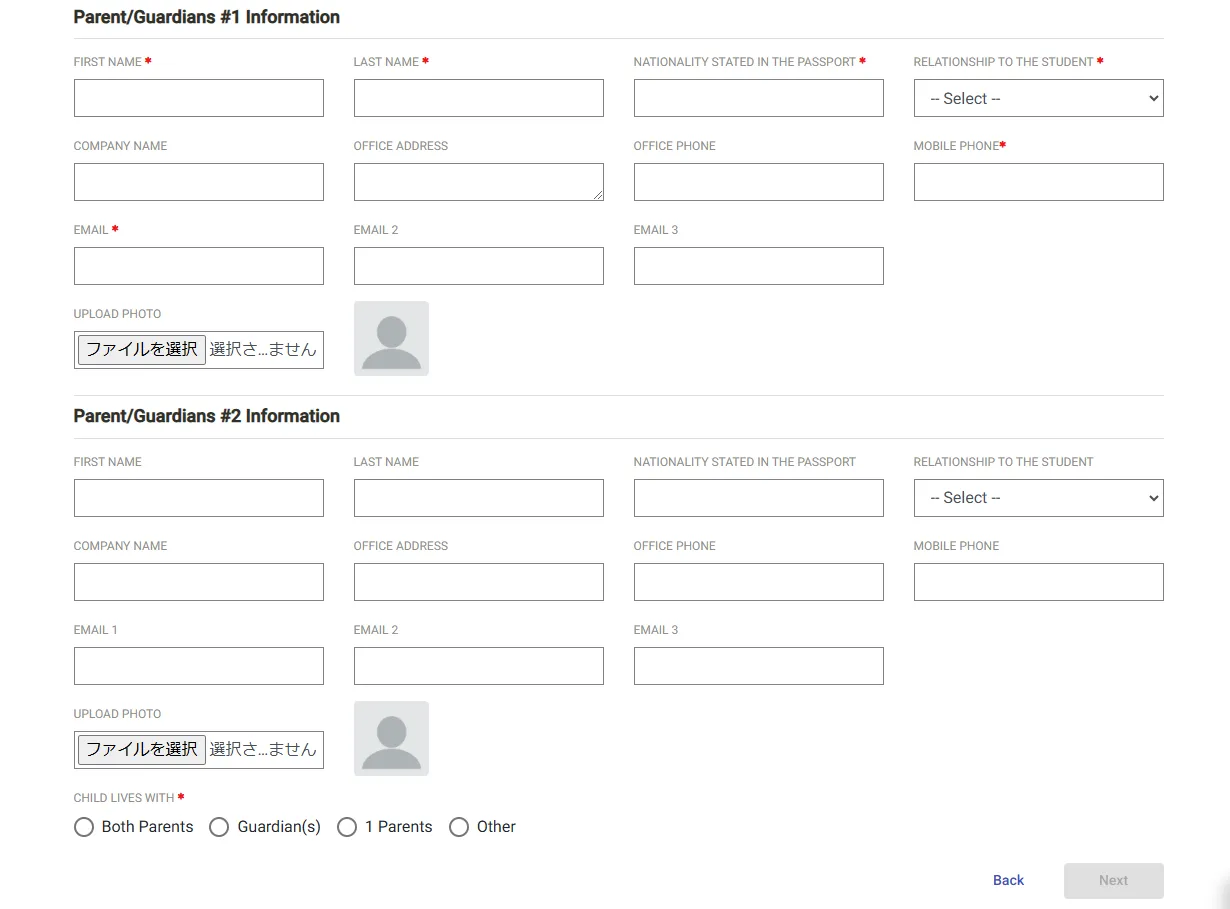 Parent/Guardians #1 Information
FIRST NAME * LAST NAME * NATIONALITY STATED IN THE PASSPORT * RELATIONSHIP TO THE STUDENT *
-- Select --
COMPANY NAME OFFICE ADDRESS OFFICE PHONE MOBILE PHONE*
EMAIL * EMAIL 2 EMAIL 3
UPLOAD PHOTO
ファイルを選択 選択さ...ません
Parent/Guardians #2 Information
FIRST NAME LAST NAME NATIONALITY STATED IN THE PASSPORT RELATIONSHIP TO THE STUDENT
-- Select --
COMPANY NAME OFFICE ADDRESS OFFICE PHONE MOBILE PHONE
EMAIL 1 EMAIL 2 EMAIL 3
UPLOAD PHOTO
ファイルを選択 選択さ...ません
CHILD LIVES WITH *
Both Parents Guardian(s) 1 Parents Other
Back Next